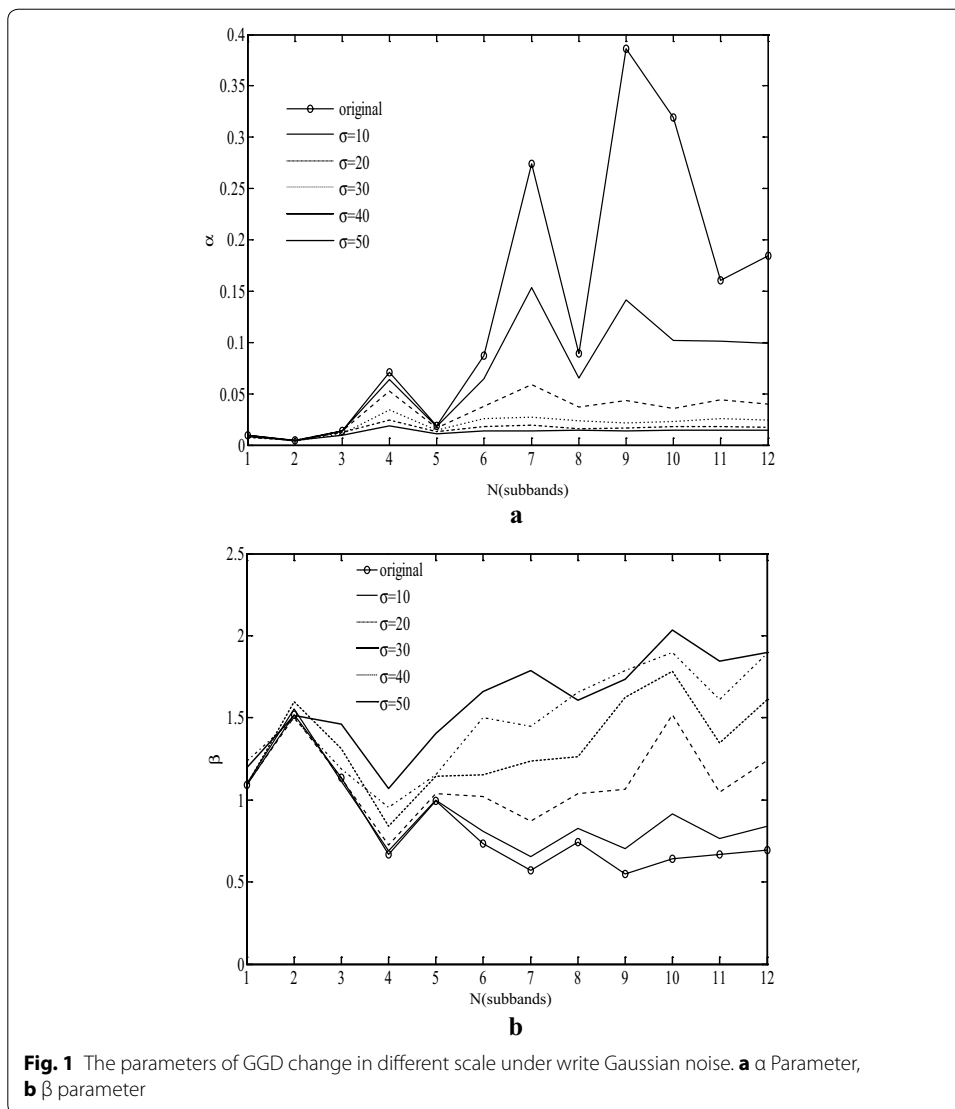 0.4
0.35
0.3
0.25
0.2
0.15
0.1
0.05
0
α
original
σ=10
σ=20
σ=30
σ=40
σ=50
1 2 3 4 5 6 7 8 9 10 11 12
N(subbands)
a
2.5
2
1.5
1
0.5
0
β
original
σ=10
σ=20
σ=30
σ=40
σ=50
1 2 3 4 5 6 7 8 9 10 11 12
N(subbands)
b
Fig. 1 The parameters of GGD change in different scale under write Gaussian noise. a α Parameter,
b β parameter